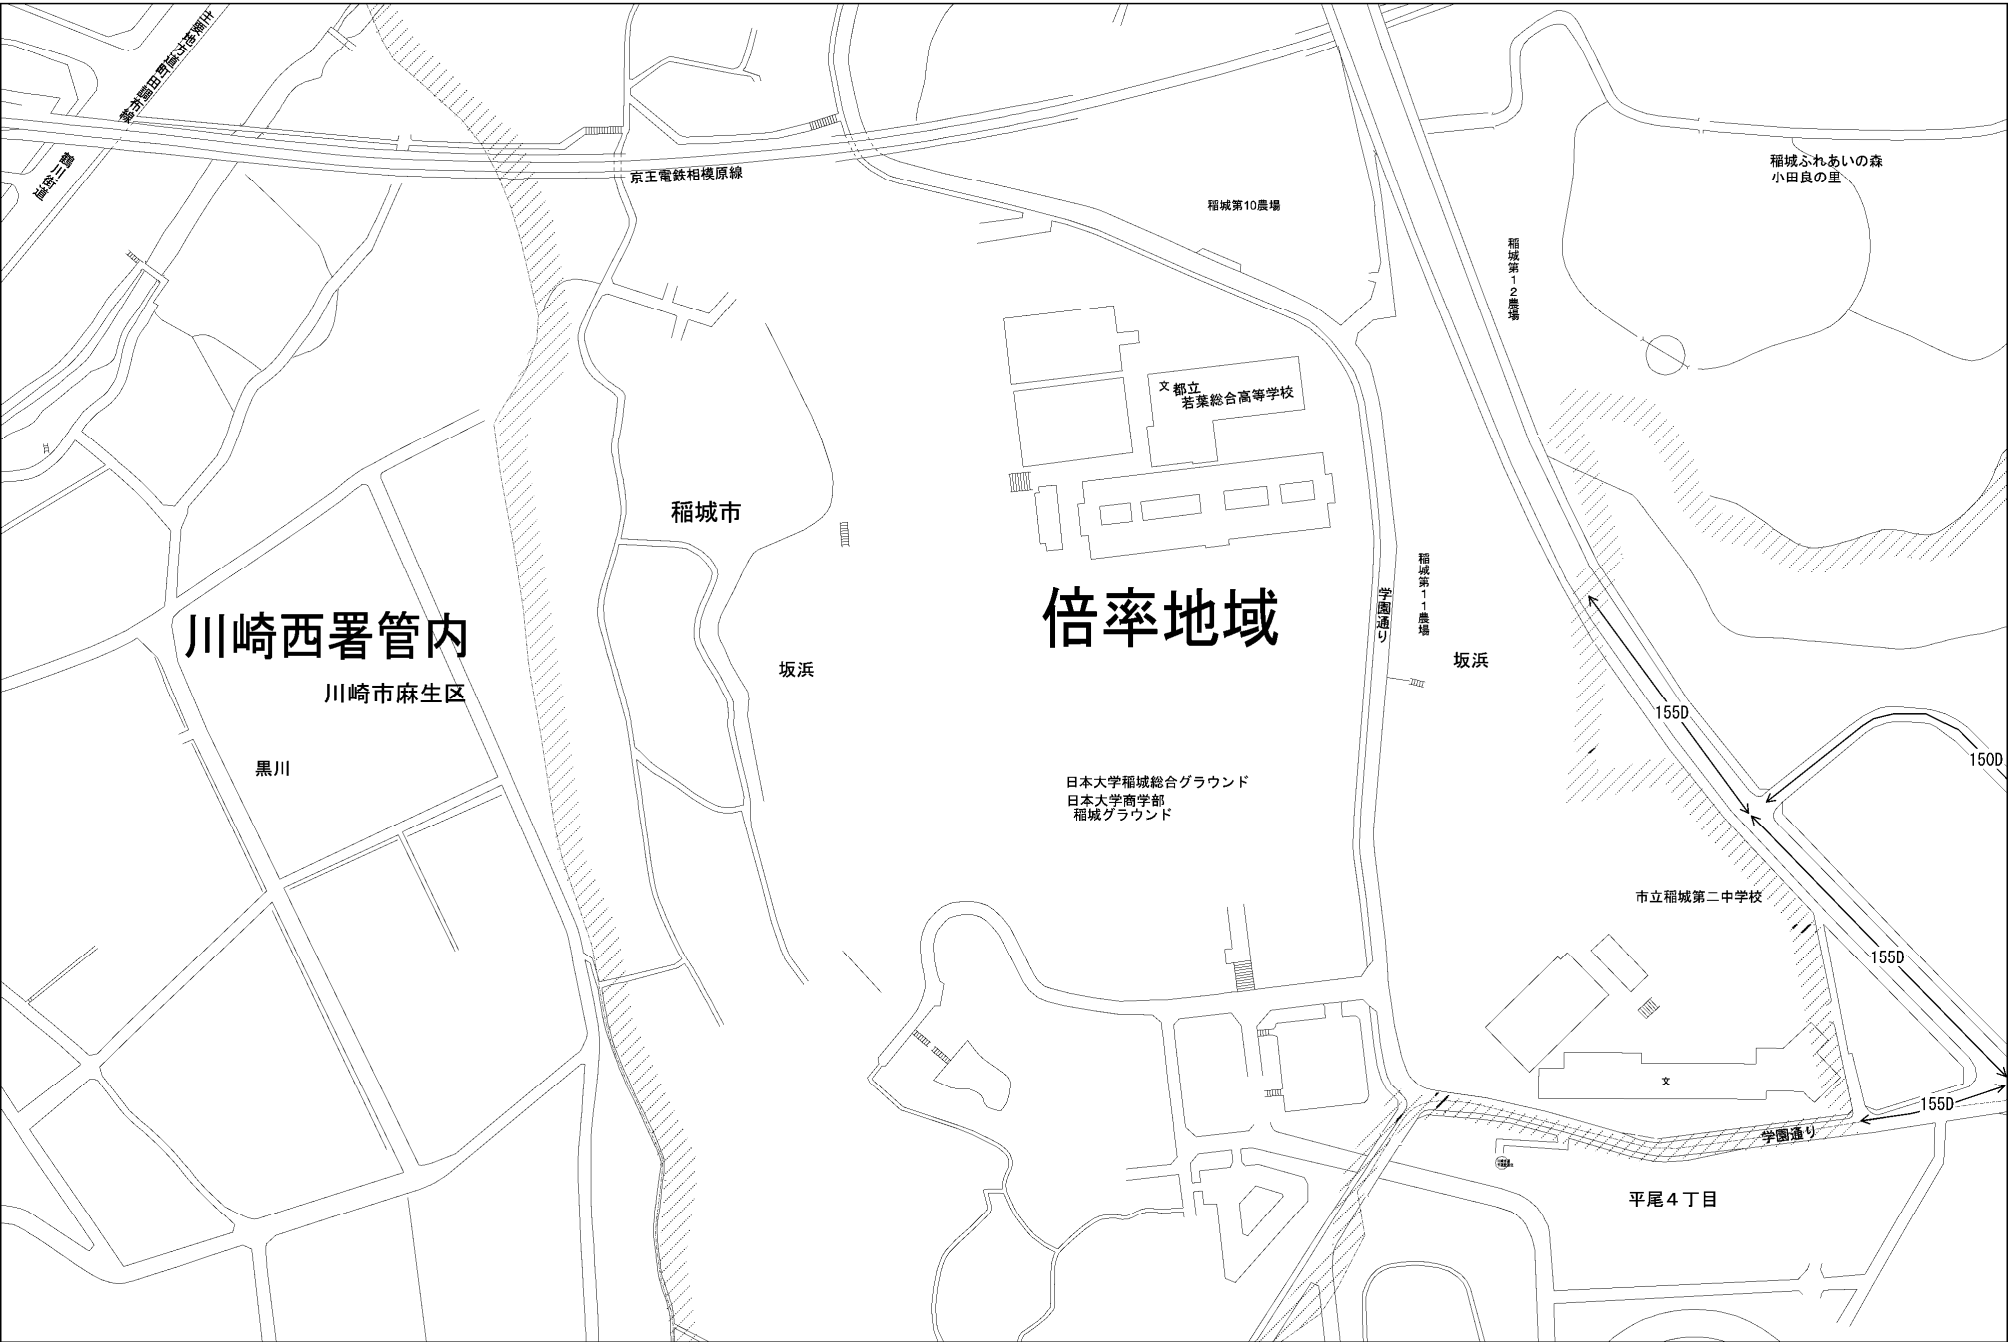 主要地方道町田調布線
鶴川街道
京王電鉄相模原線
稲城第10農場
稲城ふれあいの森
小田良の里
稲城第12農場
文 都立
若葉総合高等学校
稲城市
倍率地域
学園通り
稲城第11農場
川崎西署管内
川崎市麻生区
坂浜
坂浜
155D
150D
黒川
日本大学稲城総合グラウンド
日本大学商学部
稲城グラウンド
市立稲城第二中学校
155D
文
155D
学園通り
平尾4丁目